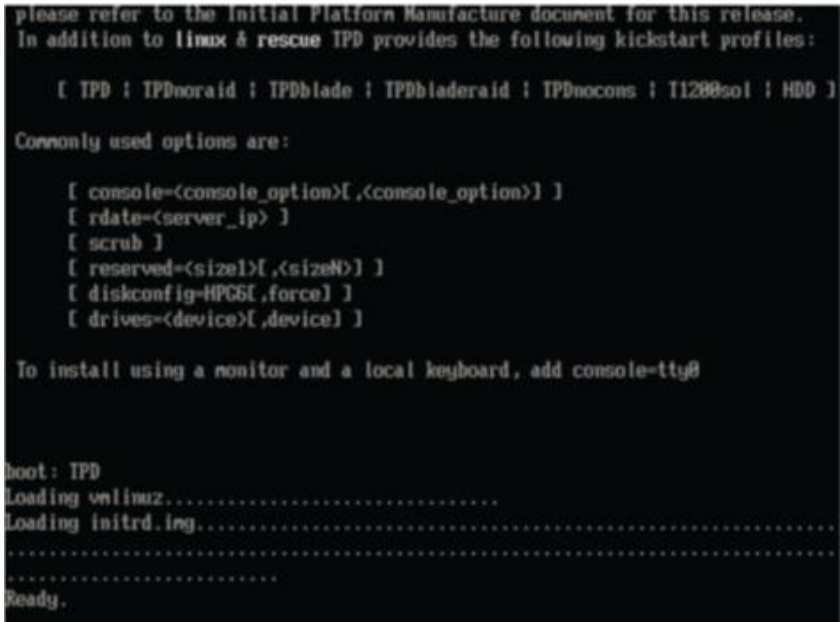 please refer to the Initial Platform Manufacture document for this release.
In addition to linux & rescue TPD provides the following kickstart profiles:
[ TPD | TPDnoraid | TPDblade | TPDbladeraid | TPDnocons | T1200sol | HDD ]
Commonly used options are:
[ console=<console_option>[,<console_option>] ]
[ rdate=<server_ip> ]
[ scrub ]
[ reserved=<size1>[,<sizeN>] ]
[ diskconfig=HPG6[,force] ]
[ drives=<device>[,device] ]
To install using a monitor and a local keyboard, add console=tty0
boot: TPD
Loading vmlinuz................................
Loading initrd.img..............................................................
................................................................................
..........................
Ready.